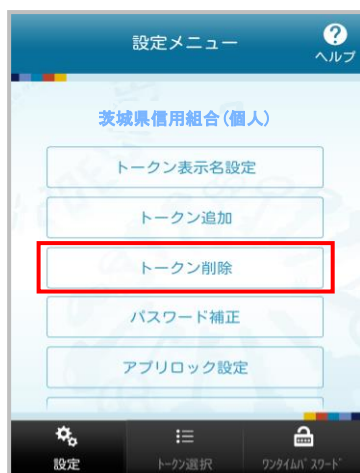 設定メニュー
ヘルプ
茨城県信用組合(個人)
トークン表示名設定
トークン追加
トークン削除
パスワード補正
アプリロック設定
設定
トークン選択
ワンタイムパスワード